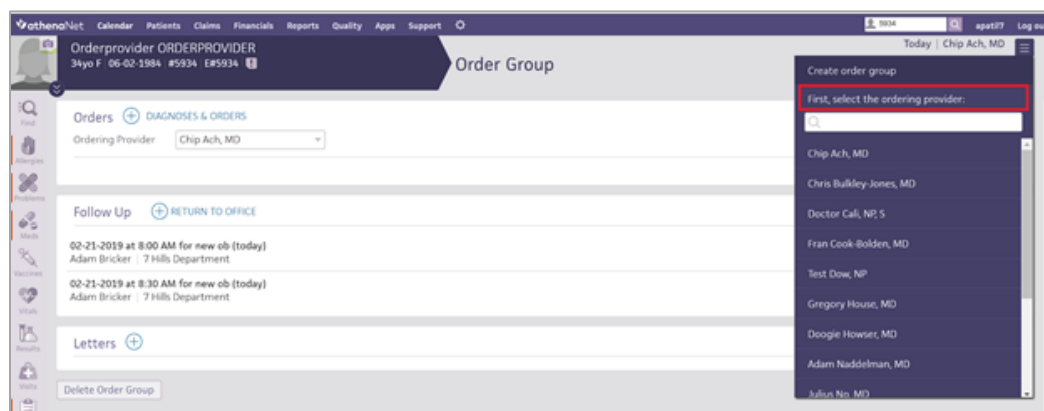 athenaNet Calendar Patients Claims Financials Reports Quality Apps Support 5934 apatil7 Log ou
Orderprovider ORDERPROVIDER
34yo F 06-02-1984 #5934 E#5934
Order Group
Today | Chip Ach, MD
Create order group
First, select the ordering provider:
Chip Ach, MD
Chris Bulkley-Jones, MD
Doctor Cali, NP, S
Fran Cook-Bolden, MD
Test Dow, NP
Gregory House, MD
Doogie Howser, MD
Adam Naddelman, MD
Julius No, MD
Find
Allergies
Problems
Meds
Vaccines
Vitals
Results
Visits
Orders DIAGNOSES & ORDERS
Ordering Provider Chip Ach, MD
Follow Up RETURN TO OFFICE
02-21-2019 at 8:00 AM for new ob (today)
Adam Bricker | 7 Hills Department
02-21-2019 at 8:30 AM for new ob (today)
Adam Bricker | 7 Hills Department
Letters
Delete Order Group